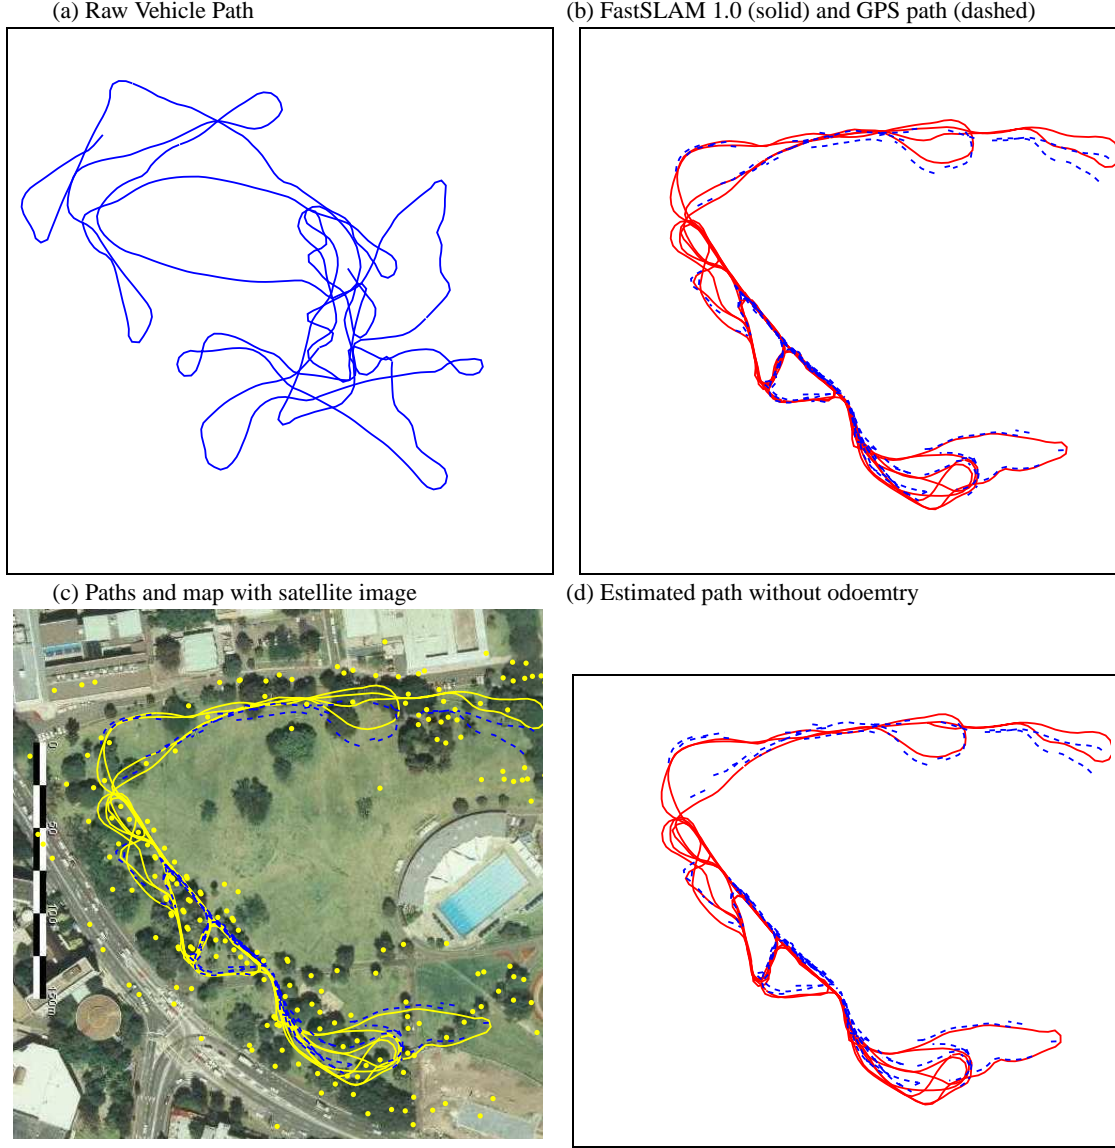 (a) Raw Vehicle Path
(b) FastSLAM 1.0 (solid) and GPS path (dashed)
(c) Paths and map with satellite image
(d) Estimated path without odoemtry
0
50
100
150m